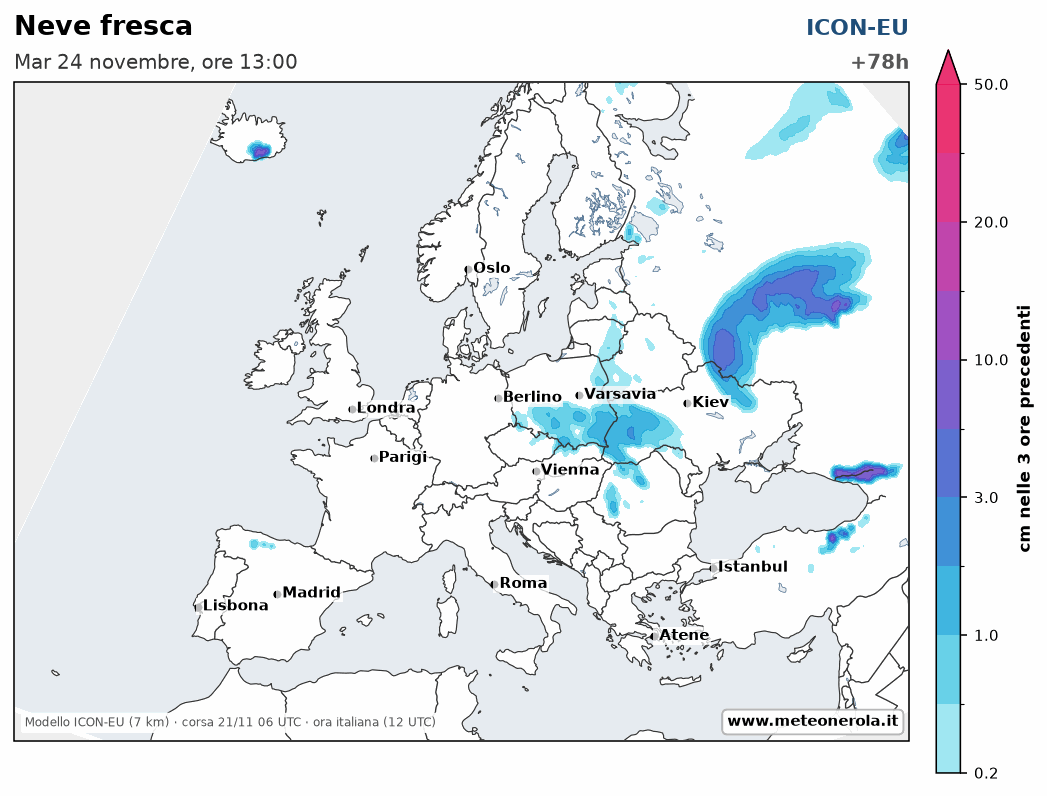 Neve fresca
ICON-EU
Mar 24 novembre, ore 13:00
+78h
50.0
20.0
10.0
3.0
1.0
0.2
cm nelle 3 ore precedenti
Oslo
Berlino
Varsavia
Kiev
Londra
Parigi
Vienna
Istanbul
Roma
Madrid
Lisbona
Atene
Modello ICON-EU (7 km) · corsa 21/11 06 UTC · ora italiana (12 UTC)
www.meteonerola.it